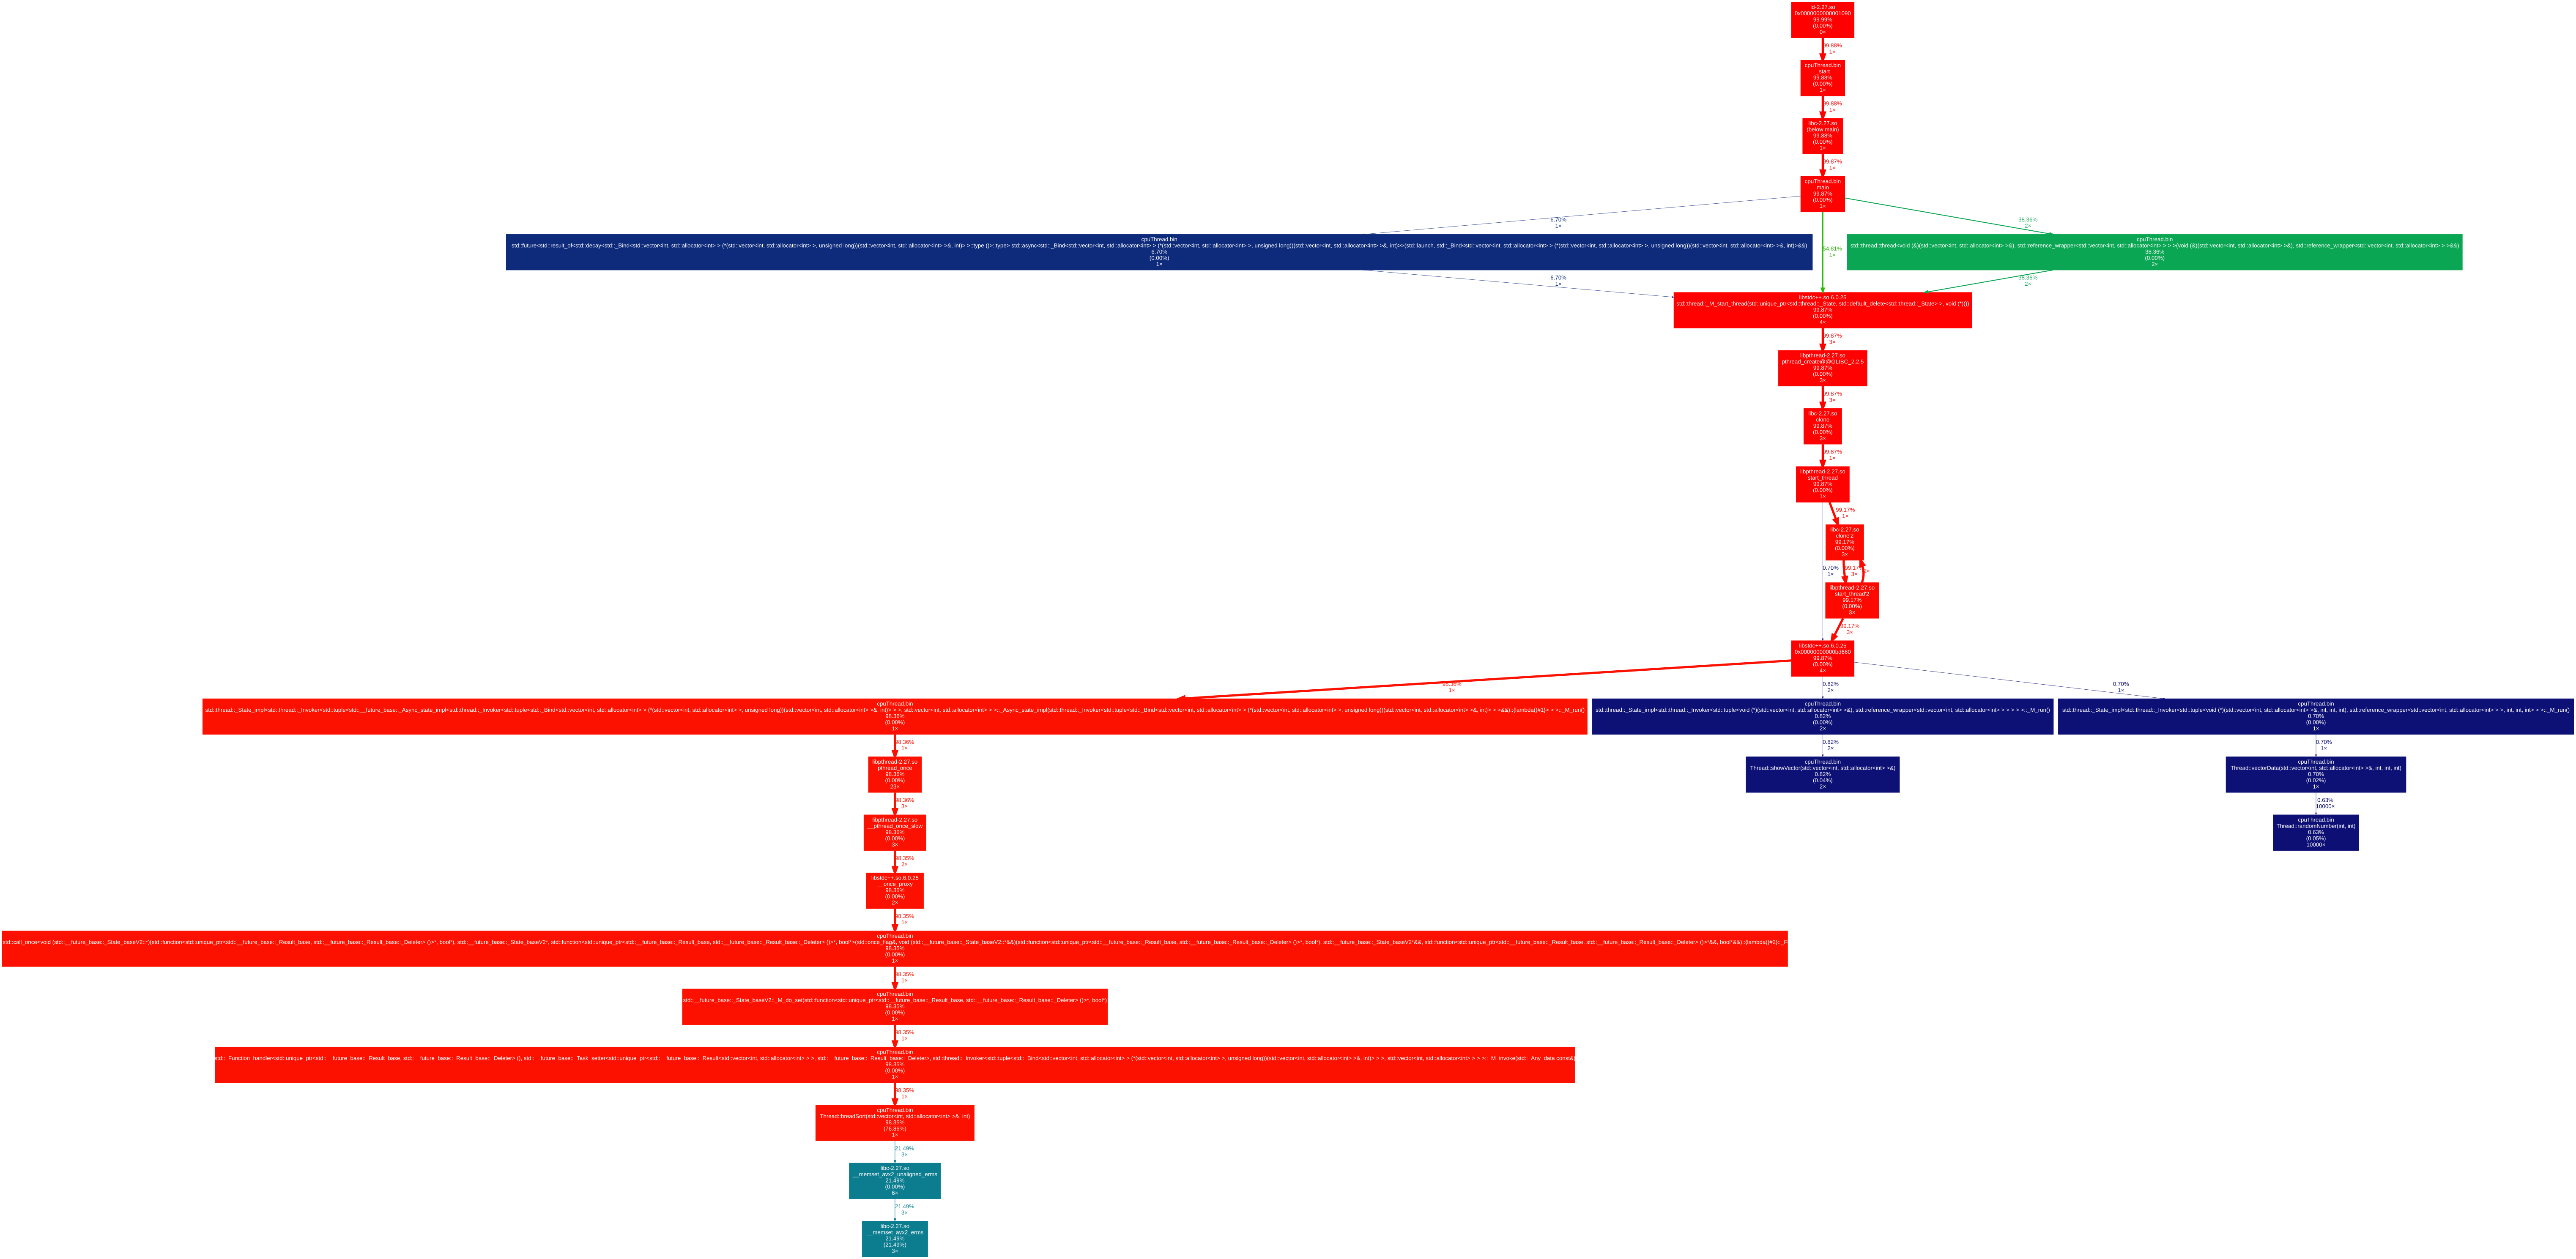 ld-2.27.so
0x0000000000001090
99.99%
(0.00%)
0×
99.88%
1×
cpuThread.bin
_start
99.88%
(0.00%)
1×
99.88%
1×
libc-2.27.so
(below main)
99.88%
(0.00%)
1×
99.87%
1×
cpuThread.bin
main
99.87%
(0.00%)
1×
6.70%
1×
54.81%
1×
38.36%
2×
cpuThread.bin
std::future<std::result_of<std::decay<std::_Bind<std::vector<int, std::allocator<int> > (*(std::vector<int, std::allocator<int> >, unsigned long))(std::vector<int, std::allocator<int> >&, int)> >::type ()>::type> std::async<std::_Bind<std::vector<int, std::allocator<int> > (*(std::vector<int, std::allocator<int> >, unsigned long))(std::vector<int, std::allocator<int> >&, int)>>(std::launch, std::_Bind<std::vector<int, std::allocator<int> > (*(std::vector<int, std::allocator<int> >, unsigned long))(std::vector<int, std::allocator<int> >&, int)>&&)
6.70%
(0.00%)
1×
cpuThread.bin
std::thread::thread<void (&)(std::vector<int, std::allocator<int> >&), std::reference_wrapper<std::vector<int, std::allocator<int> > > >(void (&)(std::vector<int, std::allocator<int> >&), std::reference_wrapper<std::vector<int, std::allocator<int> > >&&)
38.36%
(0.00%)
2×
6.70%
1×
38.36%
2×
libstdc++.so.6.0.25
std::thread::_M_start_thread(std::unique_ptr<std::thread::_State, std::default_delete<std::thread::_State> >, void (*)())
99.87%
(0.00%)
4×
99.87%
3×
libpthread-2.27.so
pthread_create@@GLIBC_2.2.5
99.87%
(0.00%)
3×
99.87%
3×
libc-2.27.so
clone
99.87%
(0.00%)
3×
99.87%
1×
libpthread-2.27.so
start_thread
99.87%
(0.00%)
1×
99.17%
1×
libc-2.27.so
clone'2
99.17%
(0.00%)
3×
0.70%
1×
99.17%
3×
2×
libpthread-2.27.so
start_thread'2
99.17%
(0.00%)
3×
99.17%
3×
libstdc++.so.6.0.25
0x00000000000bd660
99.87%
(0.00%)
4×
98.36%
1×
0.82%
2×
0.70%
1×
cpuThread.bin
std::thread::_State_impl<std::thread::_Invoker<std::tuple<std::__future_base::_Async_state_impl<std::thread::_Invoker<std::tuple<std::_Bind<std::vector<int, std::allocator<int> > (*(std::vector<int, std::allocator<int> >, unsigned long))(std::vector<int, std::allocator<int> >&, int)> > >, std::vector<int, std::allocator<int> > >::_Async_state_impl(std::thread::_Invoker<std::tuple<std::_Bind<std::vector<int, std::allocator<int> > (*(std::vector<int, std::allocator<int> >, unsigned long))(std::vector<int, std::allocator<int> >&, int)> > >&&)::{lambda()#1}> > >::_M_run()
98.36%
(0.00%)
1×
cpuThread.bin
std::thread::_State_impl<std::thread::_Invoker<std::tuple<void (*)(std::vector<int, std::allocator<int> >&), std::reference_wrapper<std::vector<int, std::allocator<int> > > > > >::_M_run()
0.82%
(0.00%)
2×
cpuThread.bin
std::thread::_State_impl<std::thread::_Invoker<std::tuple<void (*)(std::vector<int, std::allocator<int> >&, int, int, int), std::reference_wrapper<std::vector<int, std::allocator<int> > >, int, int, int> > >::_M_run()
0.70%
(0.00%)
1×
98.36%
1×
0.82%
2×
0.70%
1×
libpthread-2.27.so
pthread_once
98.36%
(0.00%)
23×
cpuThread.bin
Thread::showVector(std::vector<int, std::allocator<int> >&)
0.82%
(0.04%)
2×
cpuThread.bin
Thread::vectorData(std::vector<int, std::allocator<int> >&, int, int, int)
0.70%
(0.02%)
1×
98.36%
3×
0.63%
10000×
libpthread-2.27.so
__pthread_once_slow
98.36%
(0.00%)
3×
cpuThread.bin
Thread::randomNumber(int, int)
0.63%
(0.05%)
10000×
98.35%
2×
libstdc++.so.6.0.25
__once_proxy
98.35%
(0.00%)
2×
98.35%
1×
cpuThread.bin
std::call_once<void (std::__future_base::_State_baseV2::*)(std::function<std::unique_ptr<std::__future_base::_Result_base, std::__future_base::_Result_base::_Deleter> ()>*, bool*), std::__future_base::_State_baseV2*, std::function<std::unique_ptr<std::__future_base::_Result_base, std::__future_base::_Result_base::_Deleter> ()>*, bool*>(std::once_flag&, void (std::__future_base::_State_baseV2::*&&)(std::function<std::unique_ptr<std::__future_base::_Result_base, std::__future_base::_Result_base::_Deleter> ()>*, bool*), std::__future_base::_State_baseV2*&&, std::function<std::unique_ptr<std::__future_base::_Result_base, std::__future_base::_Result_base::_Deleter> ()>*&&, bool*&&)::{lambda()#2}::_F
98.35%
(0.00%)
1×
98.35%
1×
cpuThread.bin
std::__future_base::_State_baseV2::_M_do_set(std::function<std::unique_ptr<std::__future_base::_Result_base, std::__future_base::_Result_base::_Deleter> ()>*, bool*)
98.35%
(0.00%)
1×
98.35%
1×
cpuThread.bin
std::_Function_handler<std::unique_ptr<std::__future_base::_Result_base, std::__future_base::_Result_base::_Deleter> (), std::__future_base::_Task_setter<std::unique_ptr<std::__future_base::_Result<std::vector<int, std::allocator<int> > >, std::__future_base::_Result_base::_Deleter>, std::thread::_Invoker<std::tuple<std::_Bind<std::vector<int, std::allocator<int> > (*(std::vector<int, std::allocator<int> >, unsigned long))(std::vector<int, std::allocator<int> >&, int)> > >, std::vector<int, std::allocator<int> > > >::_M_invoke(std::_Any_data const&)
98.35%
(0.00%)
1×
98.35%
1×
cpuThread.bin
Thread::breadSort(std::vector<int, std::allocator<int> >&, int)
98.35%
(76.86%)
1×
21.49%
3×
libc-2.27.so
__memset_avx2_unaligned_erms
21.49%
(0.00%)
6×
21.49%
3×
libc-2.27.so
__memset_avx2_erms
21.49%
(21.49%)
3×